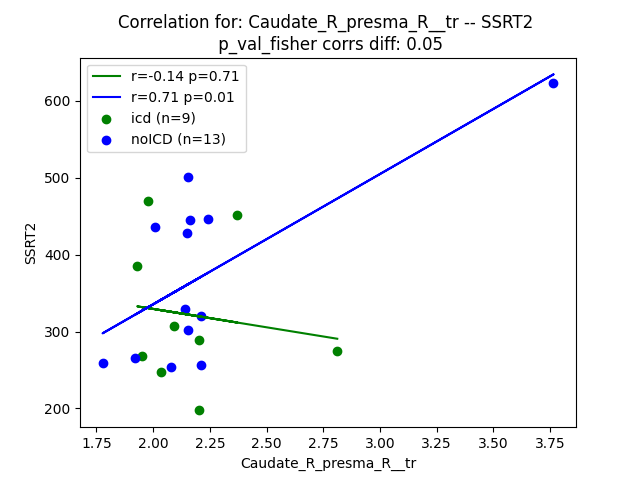 Correlation for: Caudate_R_presma_R__tr -- SSRT2
p_val_fisher corrs diff: 0.05
r=-0.14 p=0.71
r=0.71 p=0.01
icd (n=9)
noICD (n=13)
600
500
400
300
200
SSRT2
1.75 2.00 2.25 2.50 2.75 3.00 3.25 3.50 3.75
Caudate_R_presma_R__tr